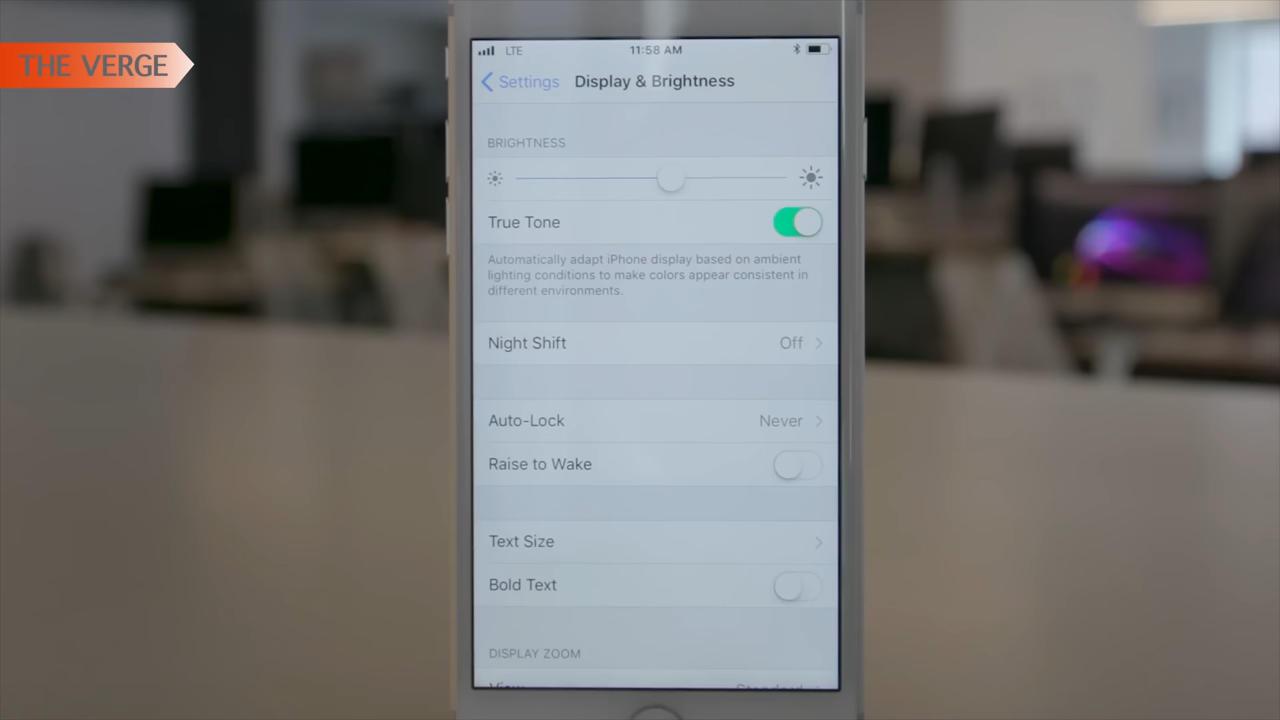 THE VERGE
LTE 11:58 AM
Settings Display & Brightness
BRIGHTNESS
True Tone
Automatically adapt iPhone display based on ambient
lighting conditions to make colors appear consistent in
different environments.
Night Shift Off
Auto-Lock Never
Raise to Wake
Text Size
Bold Text
DISPLAY ZOOM